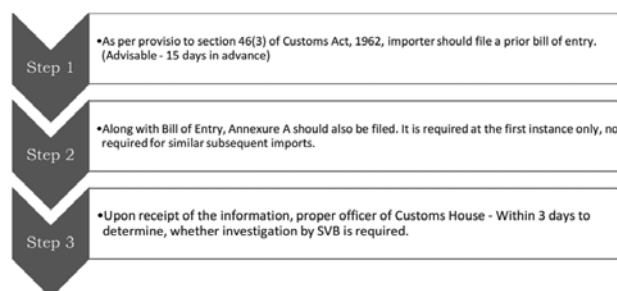 •As per provisio to section 46(3) of Customs Act, 1962, importer should file a prior bill of entry.
(Advisable - 15 days in advance)
Step 1
•Along with Bill of Entry, Annexure A should also be filed. It is required at the first instance only, no
required for similar subsequent imports.
Step 2
•Upon receipt of the information, proper officer of Customs House - Within 3 days to
determine, whether investigation by SVB is required.
Step 3